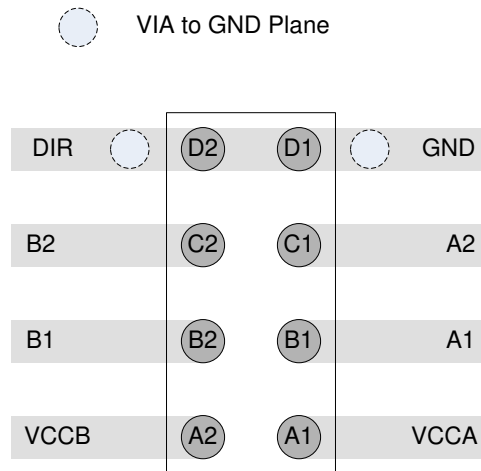 VIA to GND Plane
DIR D2 D1 GND
B2 C2 C1 A2
B1 B2 B1 A1
VCCB A2 A1 VCCA